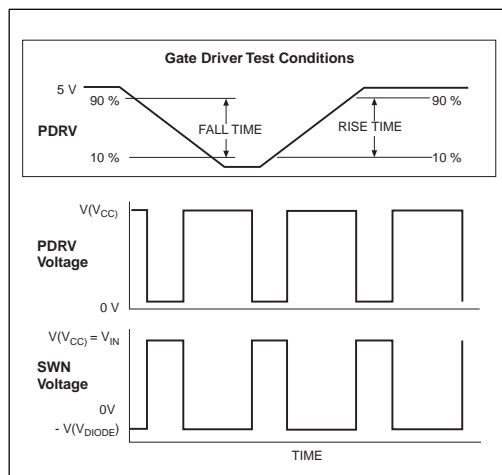 Gate Driver Test Conditions
5 V
90 %
90 %
FALL TIME
RISE TIME
PDRV
10 %
10 %
V(VCC)
PDRV
Voltage
0 V
V(VCC) = VIN
SWN
Voltage
0V
- V(VDIODE)
TIME